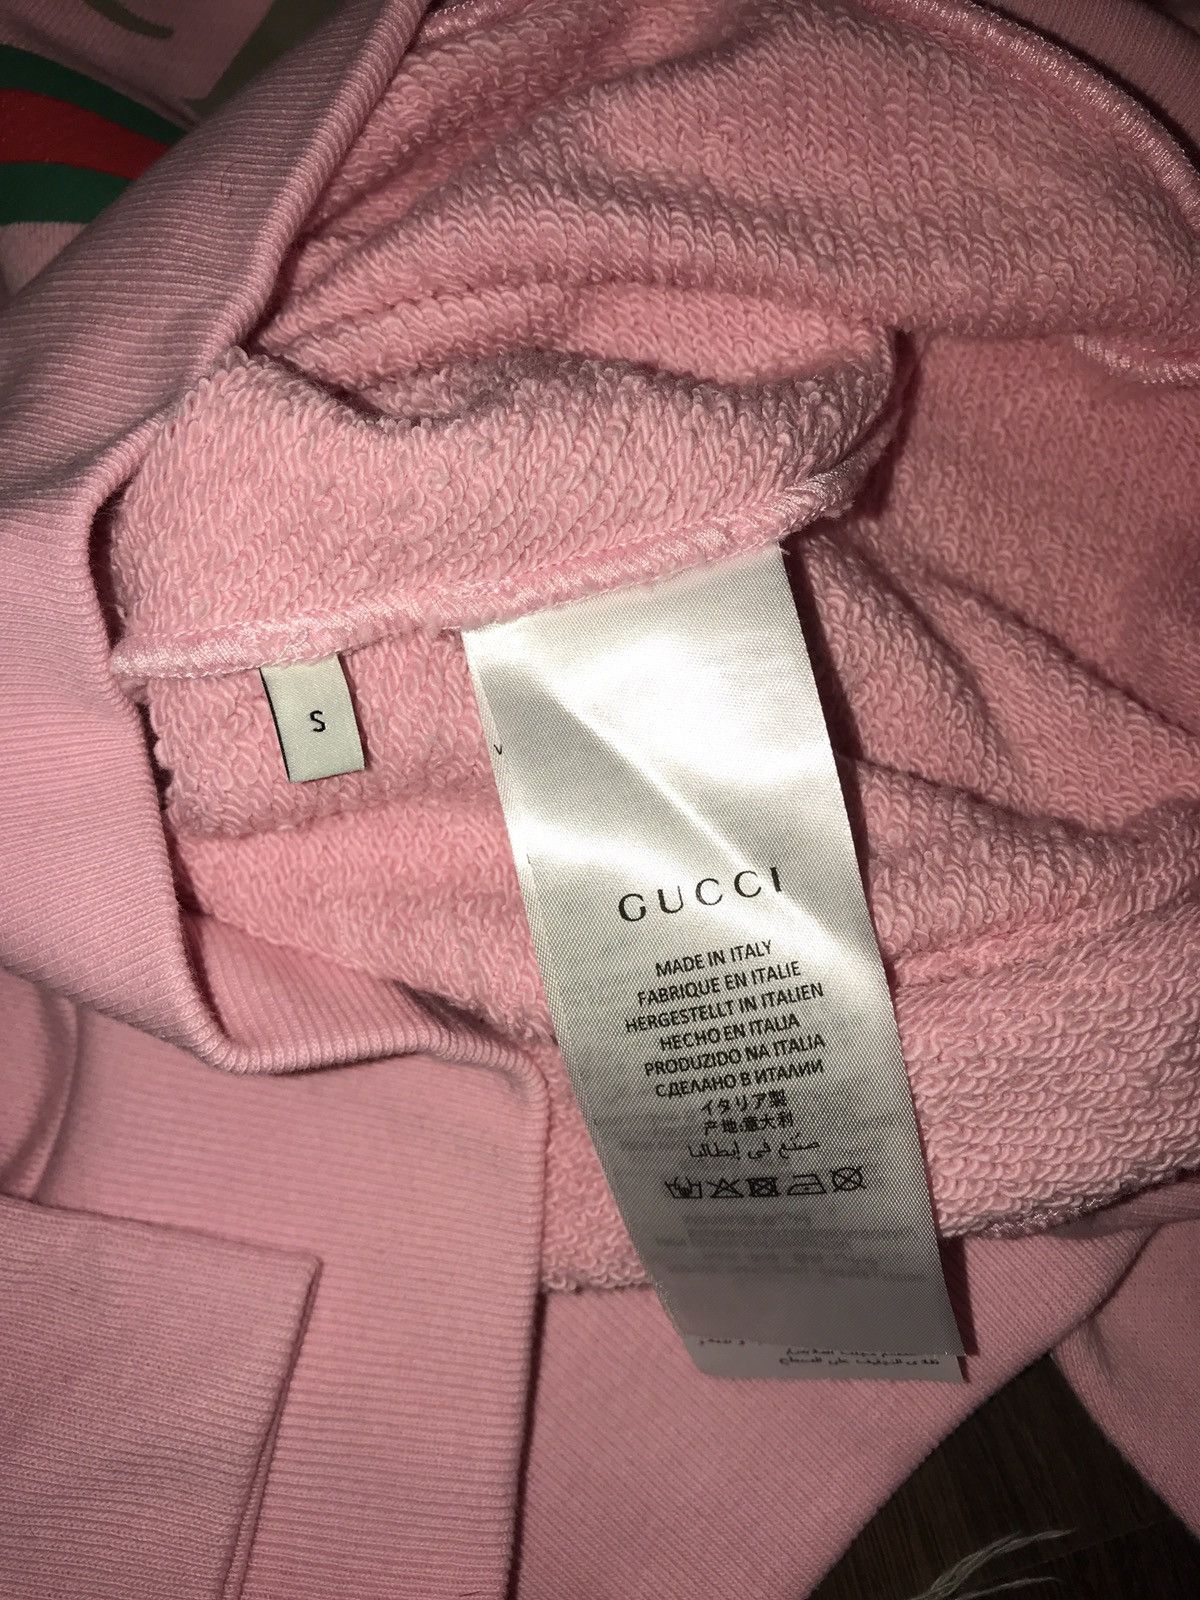 S
GUCCI
MADE IN ITALY
FABRIQUE EN ITALIE
HERGESTELLT IN ITALIEN
HECHO EN ITALIA
PRODUZIDO NA ITALIA
СДЕЛАНО В ИТАЛИИ
イタリア製
产地:意大利
صنع في إيطاليا